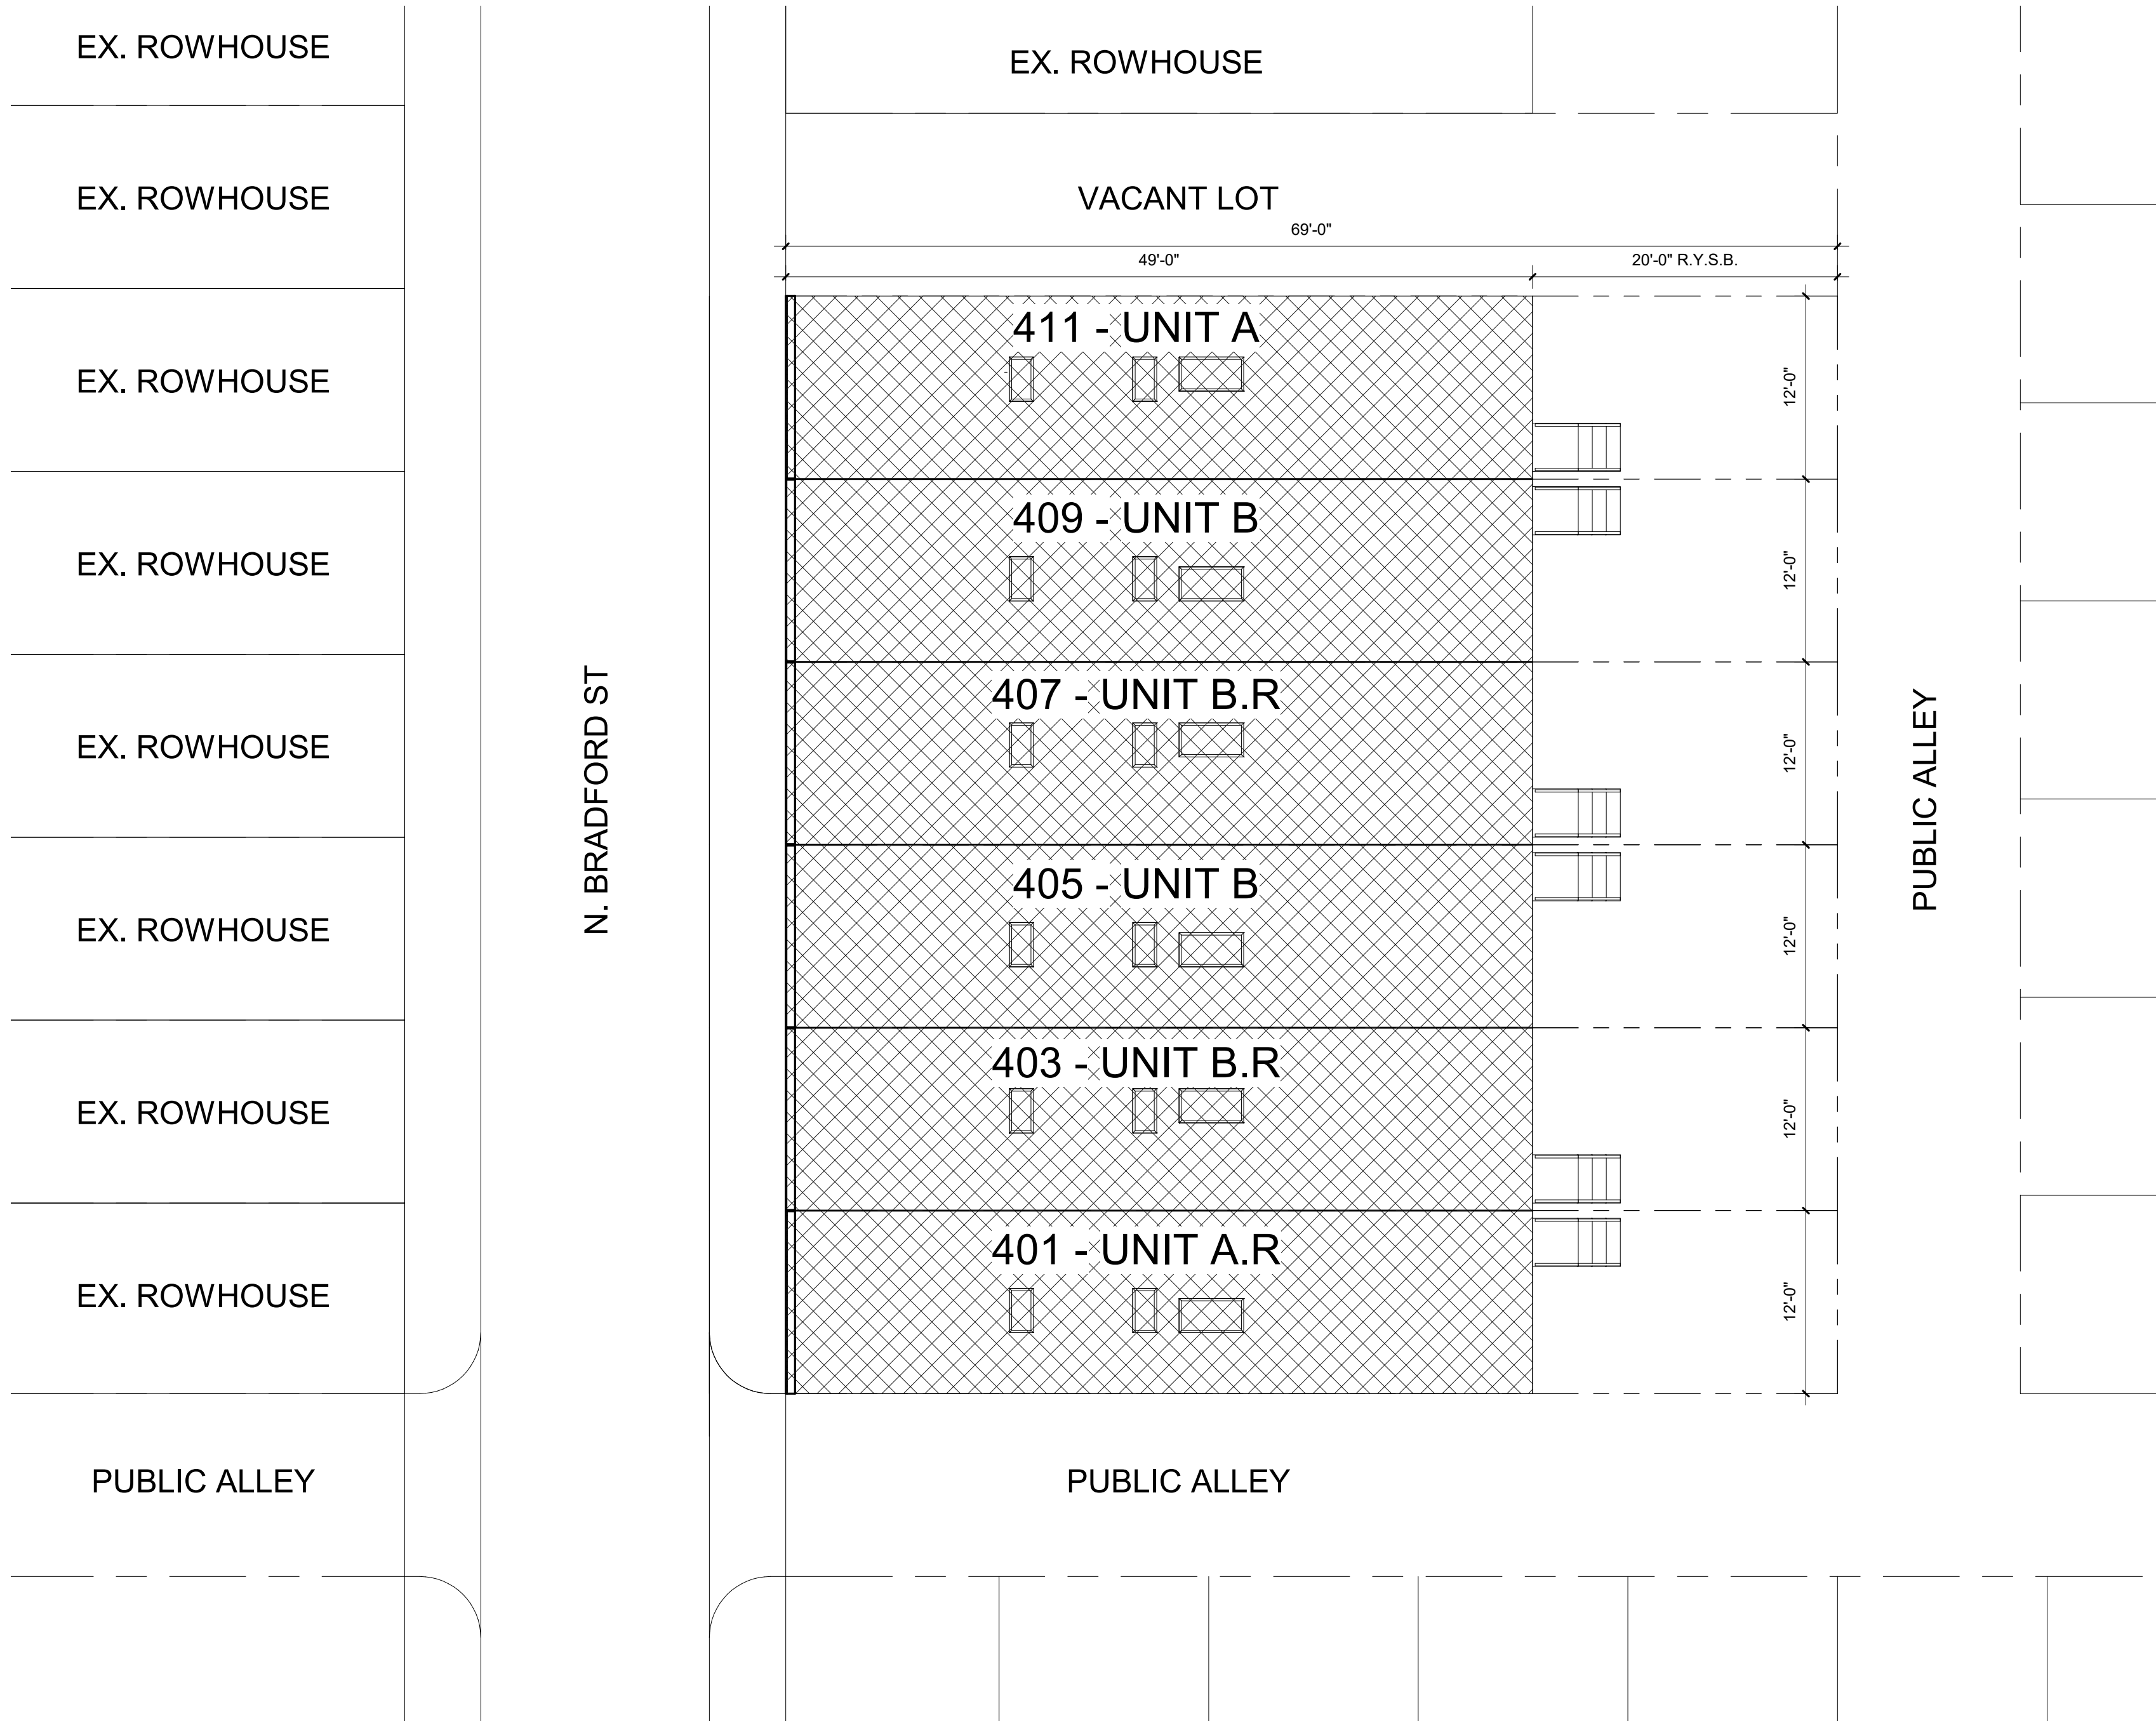 EX. ROWHOUSE
EX. ROWHOUSE
EX. ROWHOUSE
VACANT LOT
69'-0"
49'-0"
20'-0" R.Y.S.B.
411 - UNIT A
EX. ROWHOUSE
12'-0"
409 - UNIT B
EX. ROWHOUSE
12'-0"
407 - UNIT B.R
EX. ROWHOUSE
12'-0"
N. BRADFORD ST
PUBLIC ALLEY
405 - UNIT B
EX. ROWHOUSE
12'-0"
403 - UNIT B.R
EX. ROWHOUSE
12'-0"
401 - UNIT A.R
EX. ROWHOUSE
12'-0"
PUBLIC ALLEY
PUBLIC ALLEY